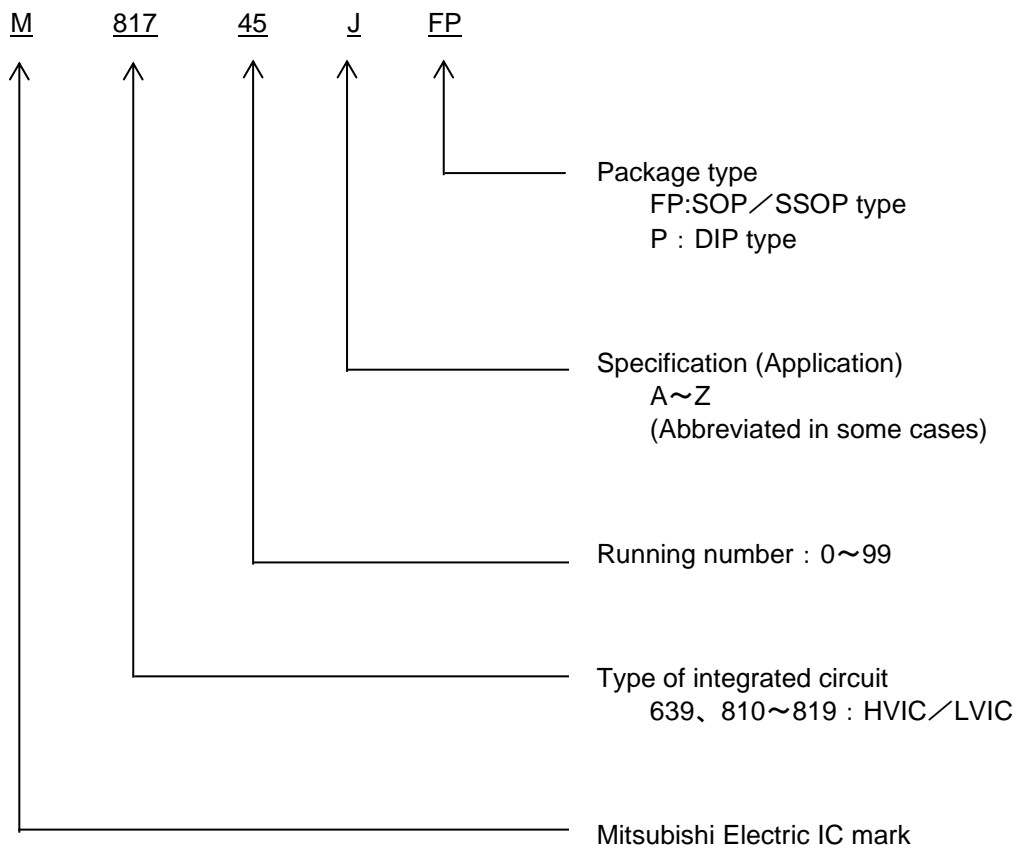 M 817 45 J FP
Package type
FP:SOP／SSOP type
P：DIP type
Specification (Application)
A～Z
(Abbreviated in some cases)
Running number：0～99
Type of integrated circuit
639、810～819：HVIC／LVIC
Mitsubishi Electric IC mark